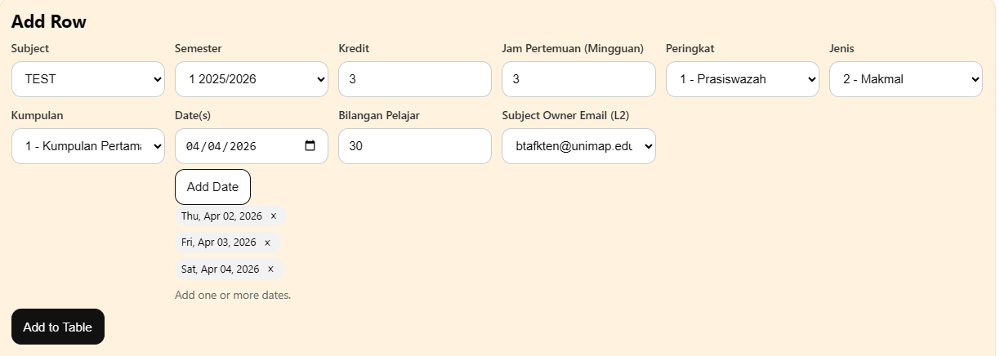 Add Row
Subject Semester Kredit Jam Pertemuan (Mingguan) Peringkat Jenis
TEST 1 2025/2026 3 3 1 - Prasiswazah 2 - Makmal
Kumpulan Date(s) Bilangan Pelajar Subject Owner Email (L2)
1 - Kumpulan Pertama 04/04/2026 30 btafkten@unimap.edu
Add Date
Thu, Apr 02, 2026 ×
Fri, Apr 03, 2026 ×
Sat, Apr 04, 2026 ×
Add one or more dates.
Add to Table